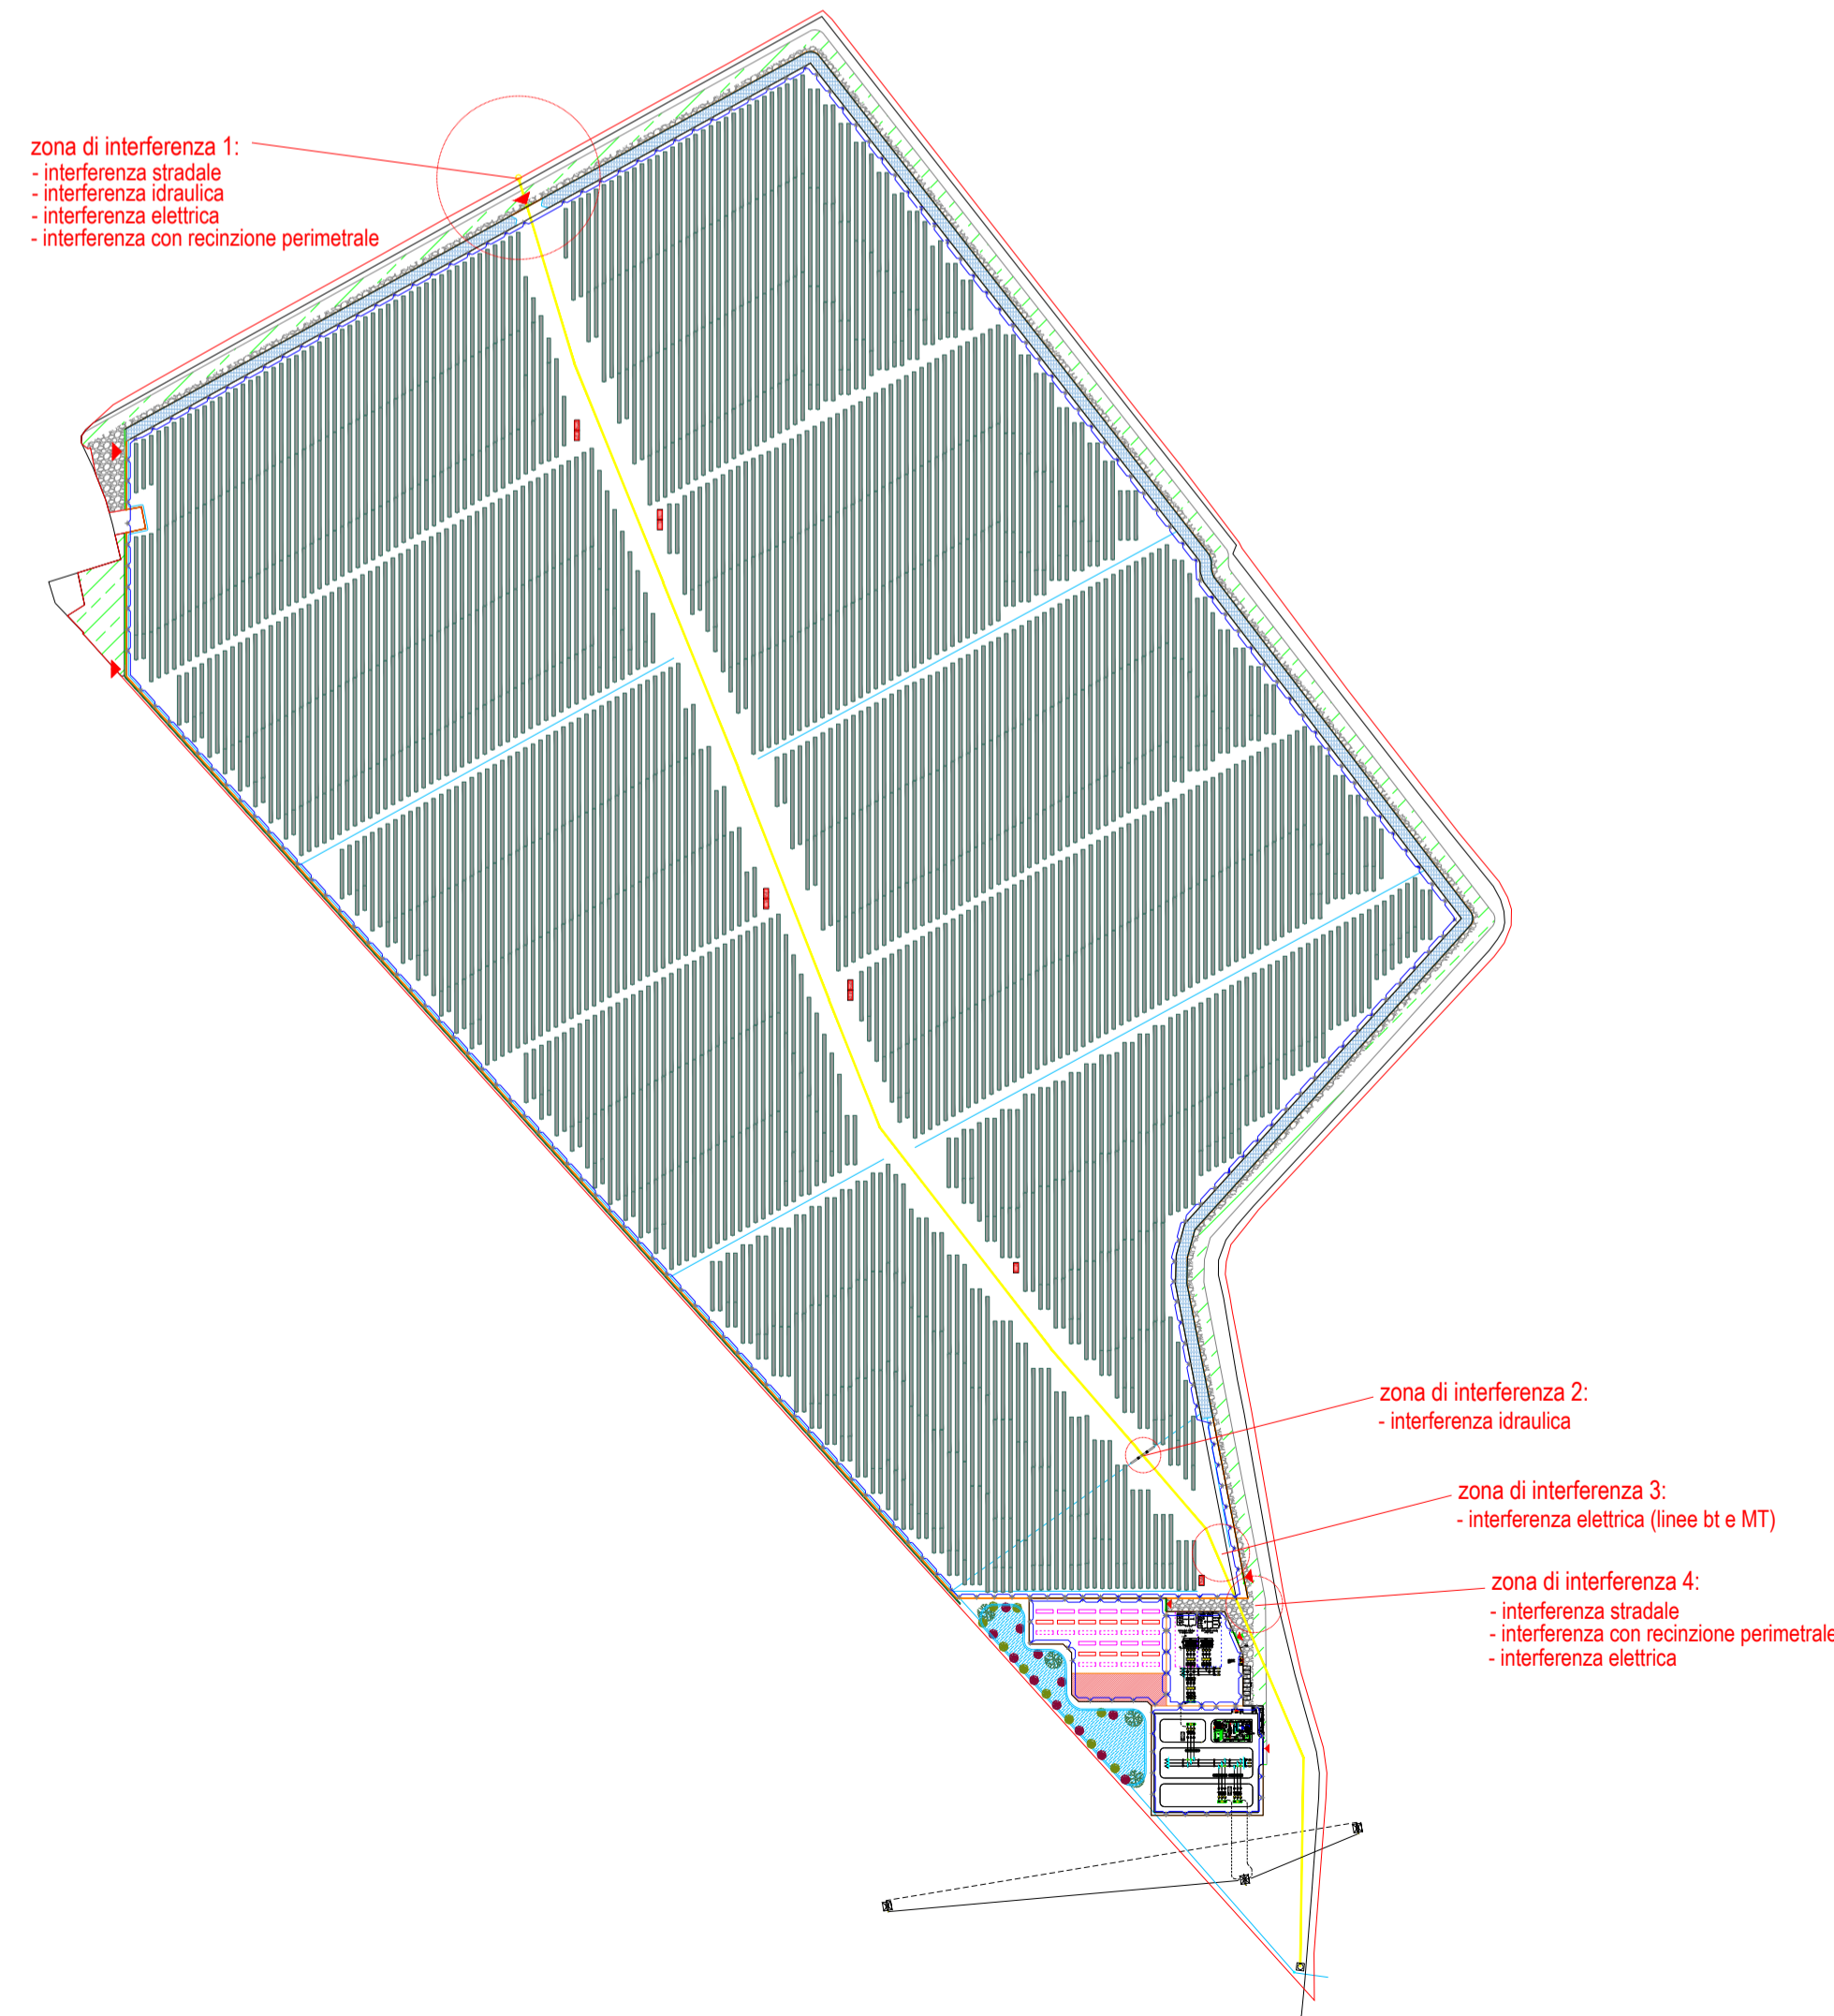 zona di interferenza 1:
- interferenza stradale
- interferenza idraulica
- interferenza elettrica
- interferenza con recinzione perimetrale
zona di interferenza 2:
- interferenza idraulica
zona di interferenza 3:
- interferenza elettrica (linee bt e MT)
zona di interferenza 4:
- interferenza stradale
- interferenza con recinzione perimetrale
- interferenza elettrica